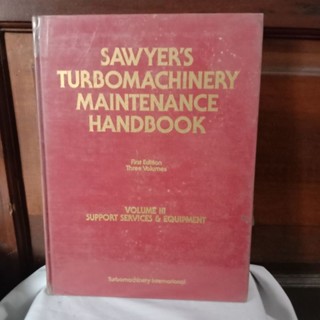 SAWYER'S
TURBOMACHINERY
MAINTENANCE
HANDBOOK
First Edition
Three Volumes
VOLUME III
SUPPORT SERVICES & EQUIPMENT
Turbomachinery International